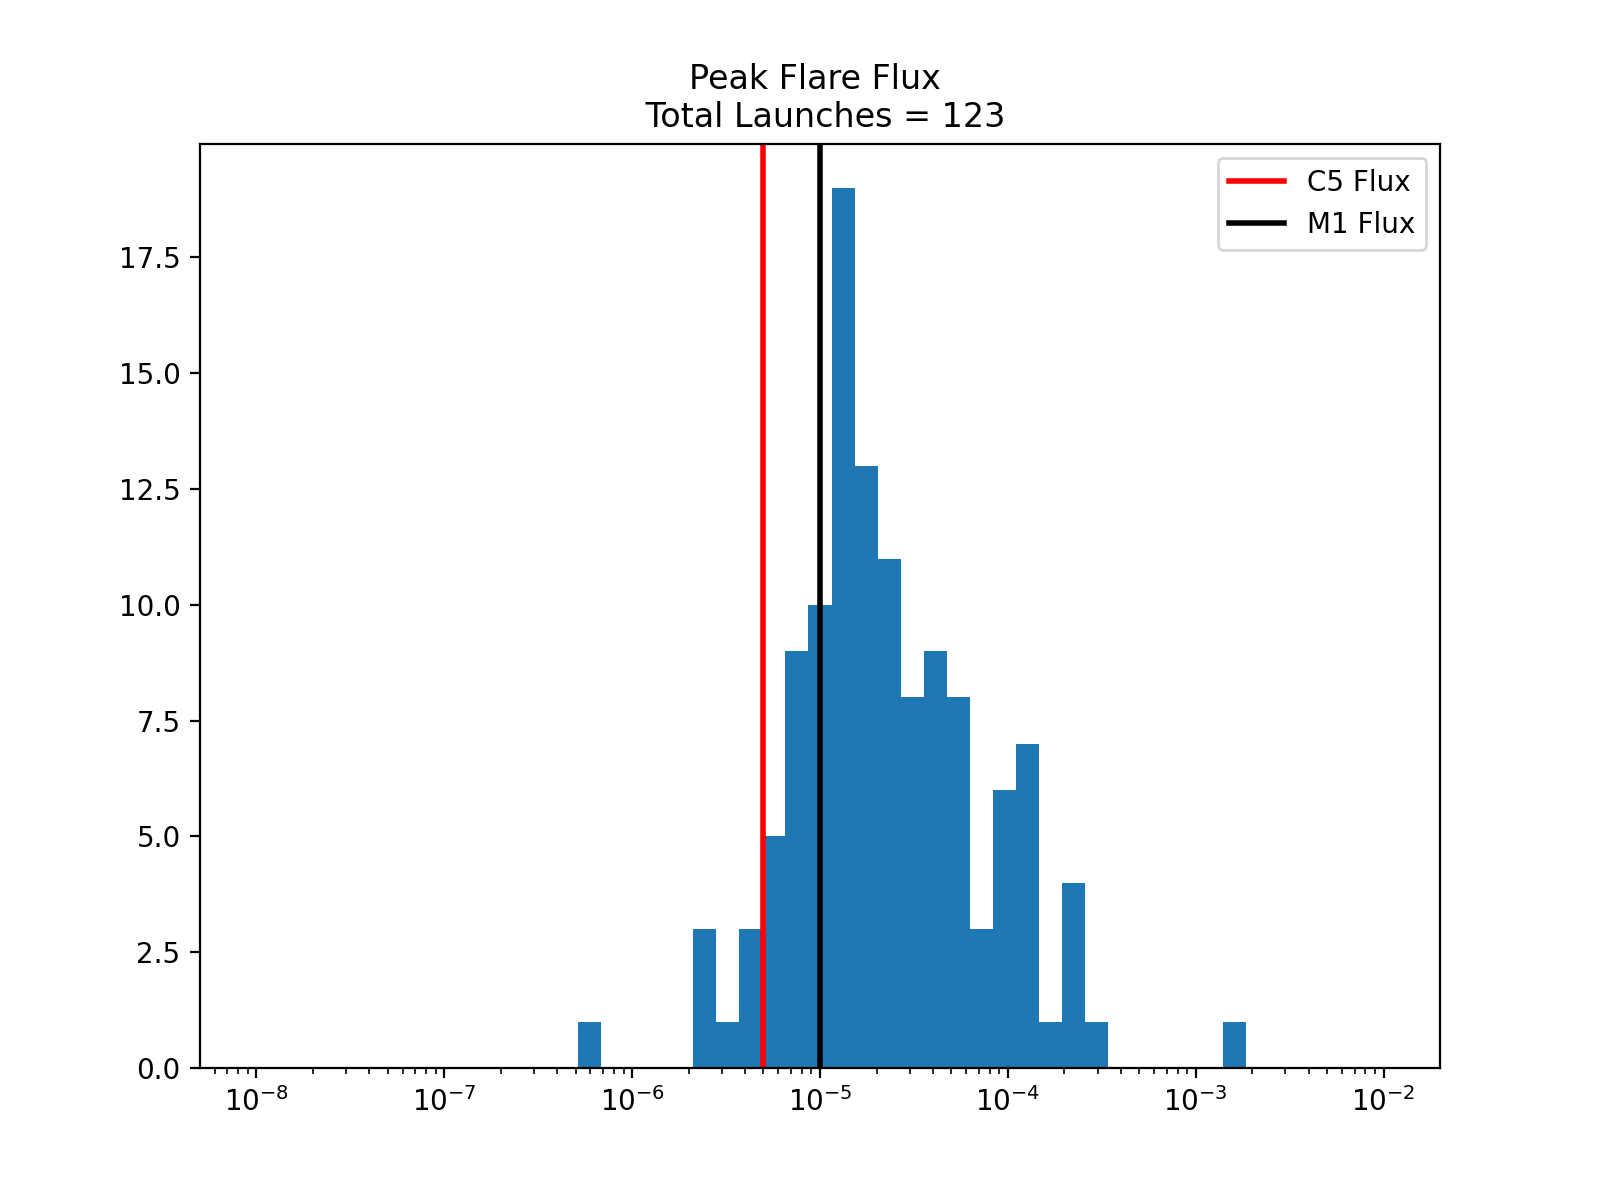 Peak Flare Flux
Total Launches = 123
C5 Flux
M1 Flux
17.5
15.0
12.5
10.0
7.5
5.0
2.5
0.0
10⁻⁸ 10⁻⁷ 10⁻⁶ 10⁻⁵ 10⁻⁴ 10⁻³ 10⁻²